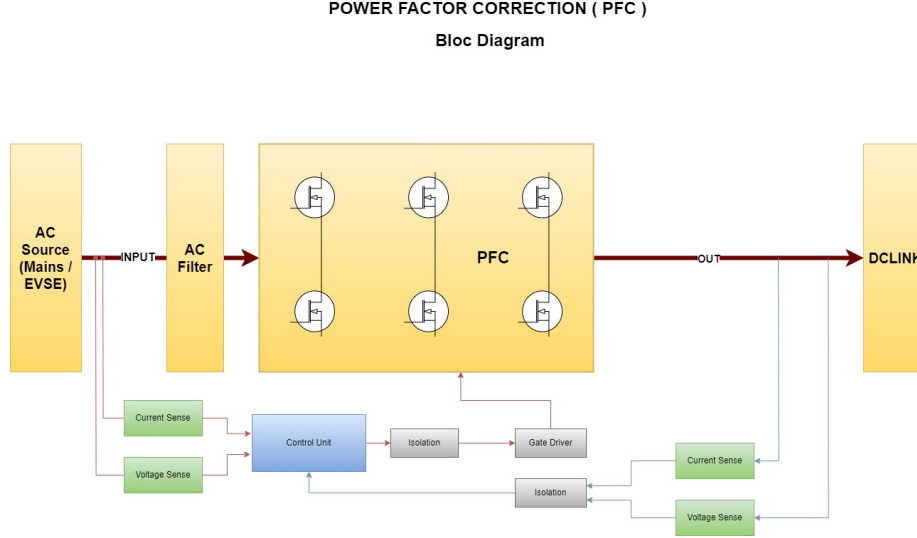 POWER FACTOR CORRECTION ( PFC )
Bloc Diagram
AC
Source
(Mains /
EVSE)
INPUT
AC
Filter
PFC
OUT
DCLINK
Current Sense
Control Unit
Isolation
Gate Driver
Voltage Sense
Current Sense
Isolation
Voltage Sense